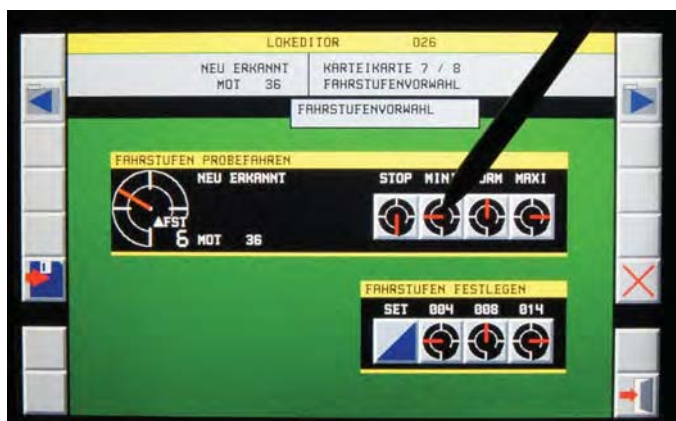 LOKEDITOR 026
NEU ERKANNT
MOT 36
KARTEIKARTE 7 / 8
FAHRSTUFENVORWAHL
FAHRSTUFENVORWAHL
FAHRSTUFEN PROBEFAHREN
NEU ERKANNT
STOP MINI MAXI
▲FST
6 MOT 36
FAHRSTUFEN FESTLEGEN
SET 004 008 014